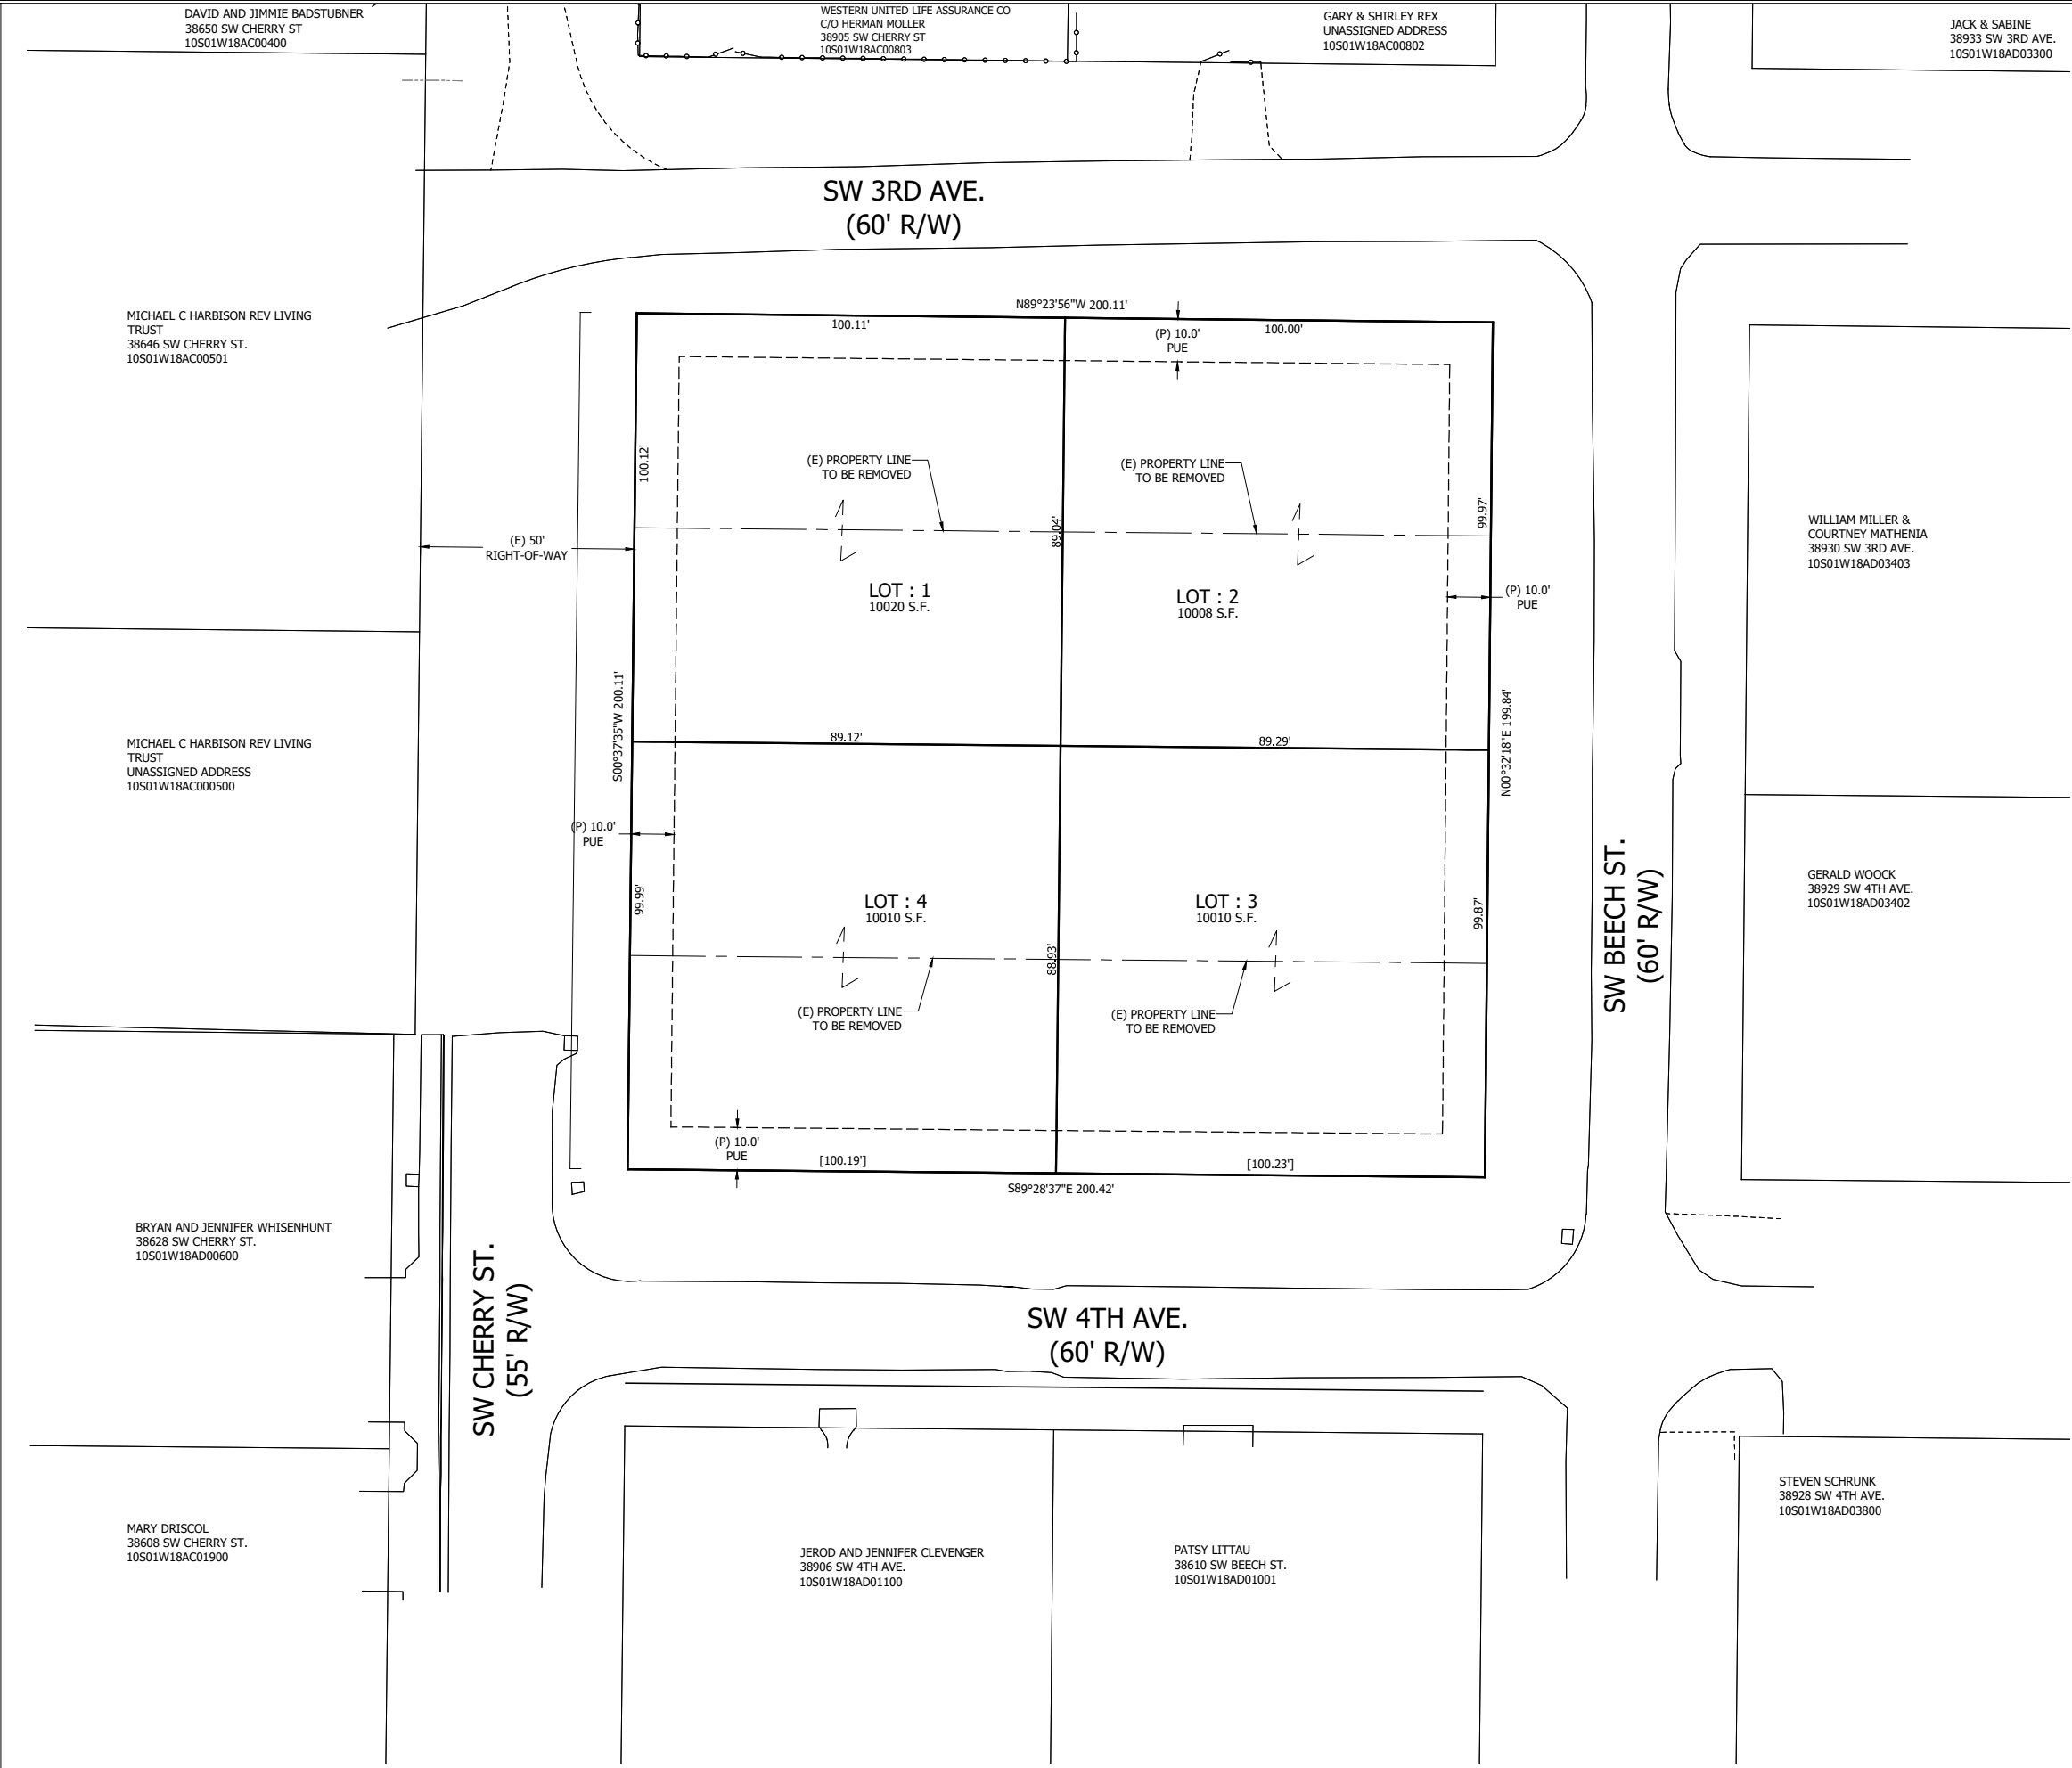 DAVID AND JIMMIE BADSTUBNER
38650 SW CHERRY ST
10S01W18AC00400
WESTERN UNITED LIFE ASSURANCE CO
C/O HERMAN MOLLER
38905 SW CHERRY ST
10S01W18AC00803
GARY & SHIRLEY REX
UNASSIGNED ADDRESS
10S01W18AC00802
JACK & SABINE
38933 SW 3RD AVE.
10S01W18AD03300
SW 3RD AVE.
(60' R/W)
MICHAEL C HARBISON REV LIVING
TRUST
38646 SW CHERRY ST.
10S01W18AC00501
N89°23'56"W 200.11'
100.11'
100.00'
(P) 10.0'
PUE
100.12'
(E) PROPERTY LINE
TO BE REMOVED
(E) PROPERTY LINE
TO BE REMOVED
89.04'
99.97'
(E) 50'
RIGHT-OF-WAY
WILLIAM MILLER &
COURTNEY MATHENIA
38930 SW 3RD AVE.
10S01W18AD03403
LOT : 1
10020 S.F.
LOT : 2
10008 S.F.
(P) 10.0'
PUE
S00°37'35"W 200.11'
89.12'
89.29'
N00°32'18"E 199.84'
MICHAEL C HARBISON REV LIVING
TRUST
UNASSIGNED ADDRESS
10S01W18AC000500
(P) 10.0'
PUE
99.99'
LOT : 4
10010 S.F.
LOT : 3
10010 S.F.
88.93'
99.87'
SW BEECH ST.
(60' R/W)
GERALD WOOCK
38929 SW 4TH AVE.
10S01W18AD03402
(E) PROPERTY LINE
TO BE REMOVED
(E) PROPERTY LINE
TO BE REMOVED
(P) 10.0'
PUE
[100.19']
[100.23']
S89°28'37"E 200.42'
BRYAN AND JENNIFER WHISENHUNT
38628 SW CHERRY ST.
10S01W18AD00600
SW CHERRY ST.
(55' R/W)
SW 4TH AVE.
(60' R/W)
MARY DRISCOL
38608 SW CHERRY ST.
10S01W18AC01900
JEROD AND JENNIFER CLEVENGER
38906 SW 4TH AVE.
10S01W18AD01100
PATSY LITTAU
38610 SW BEECH ST.
10S01W18AD01001
STEVEN SCHRUNK
38928 SW 4TH AVE.
10S01W18AD03800